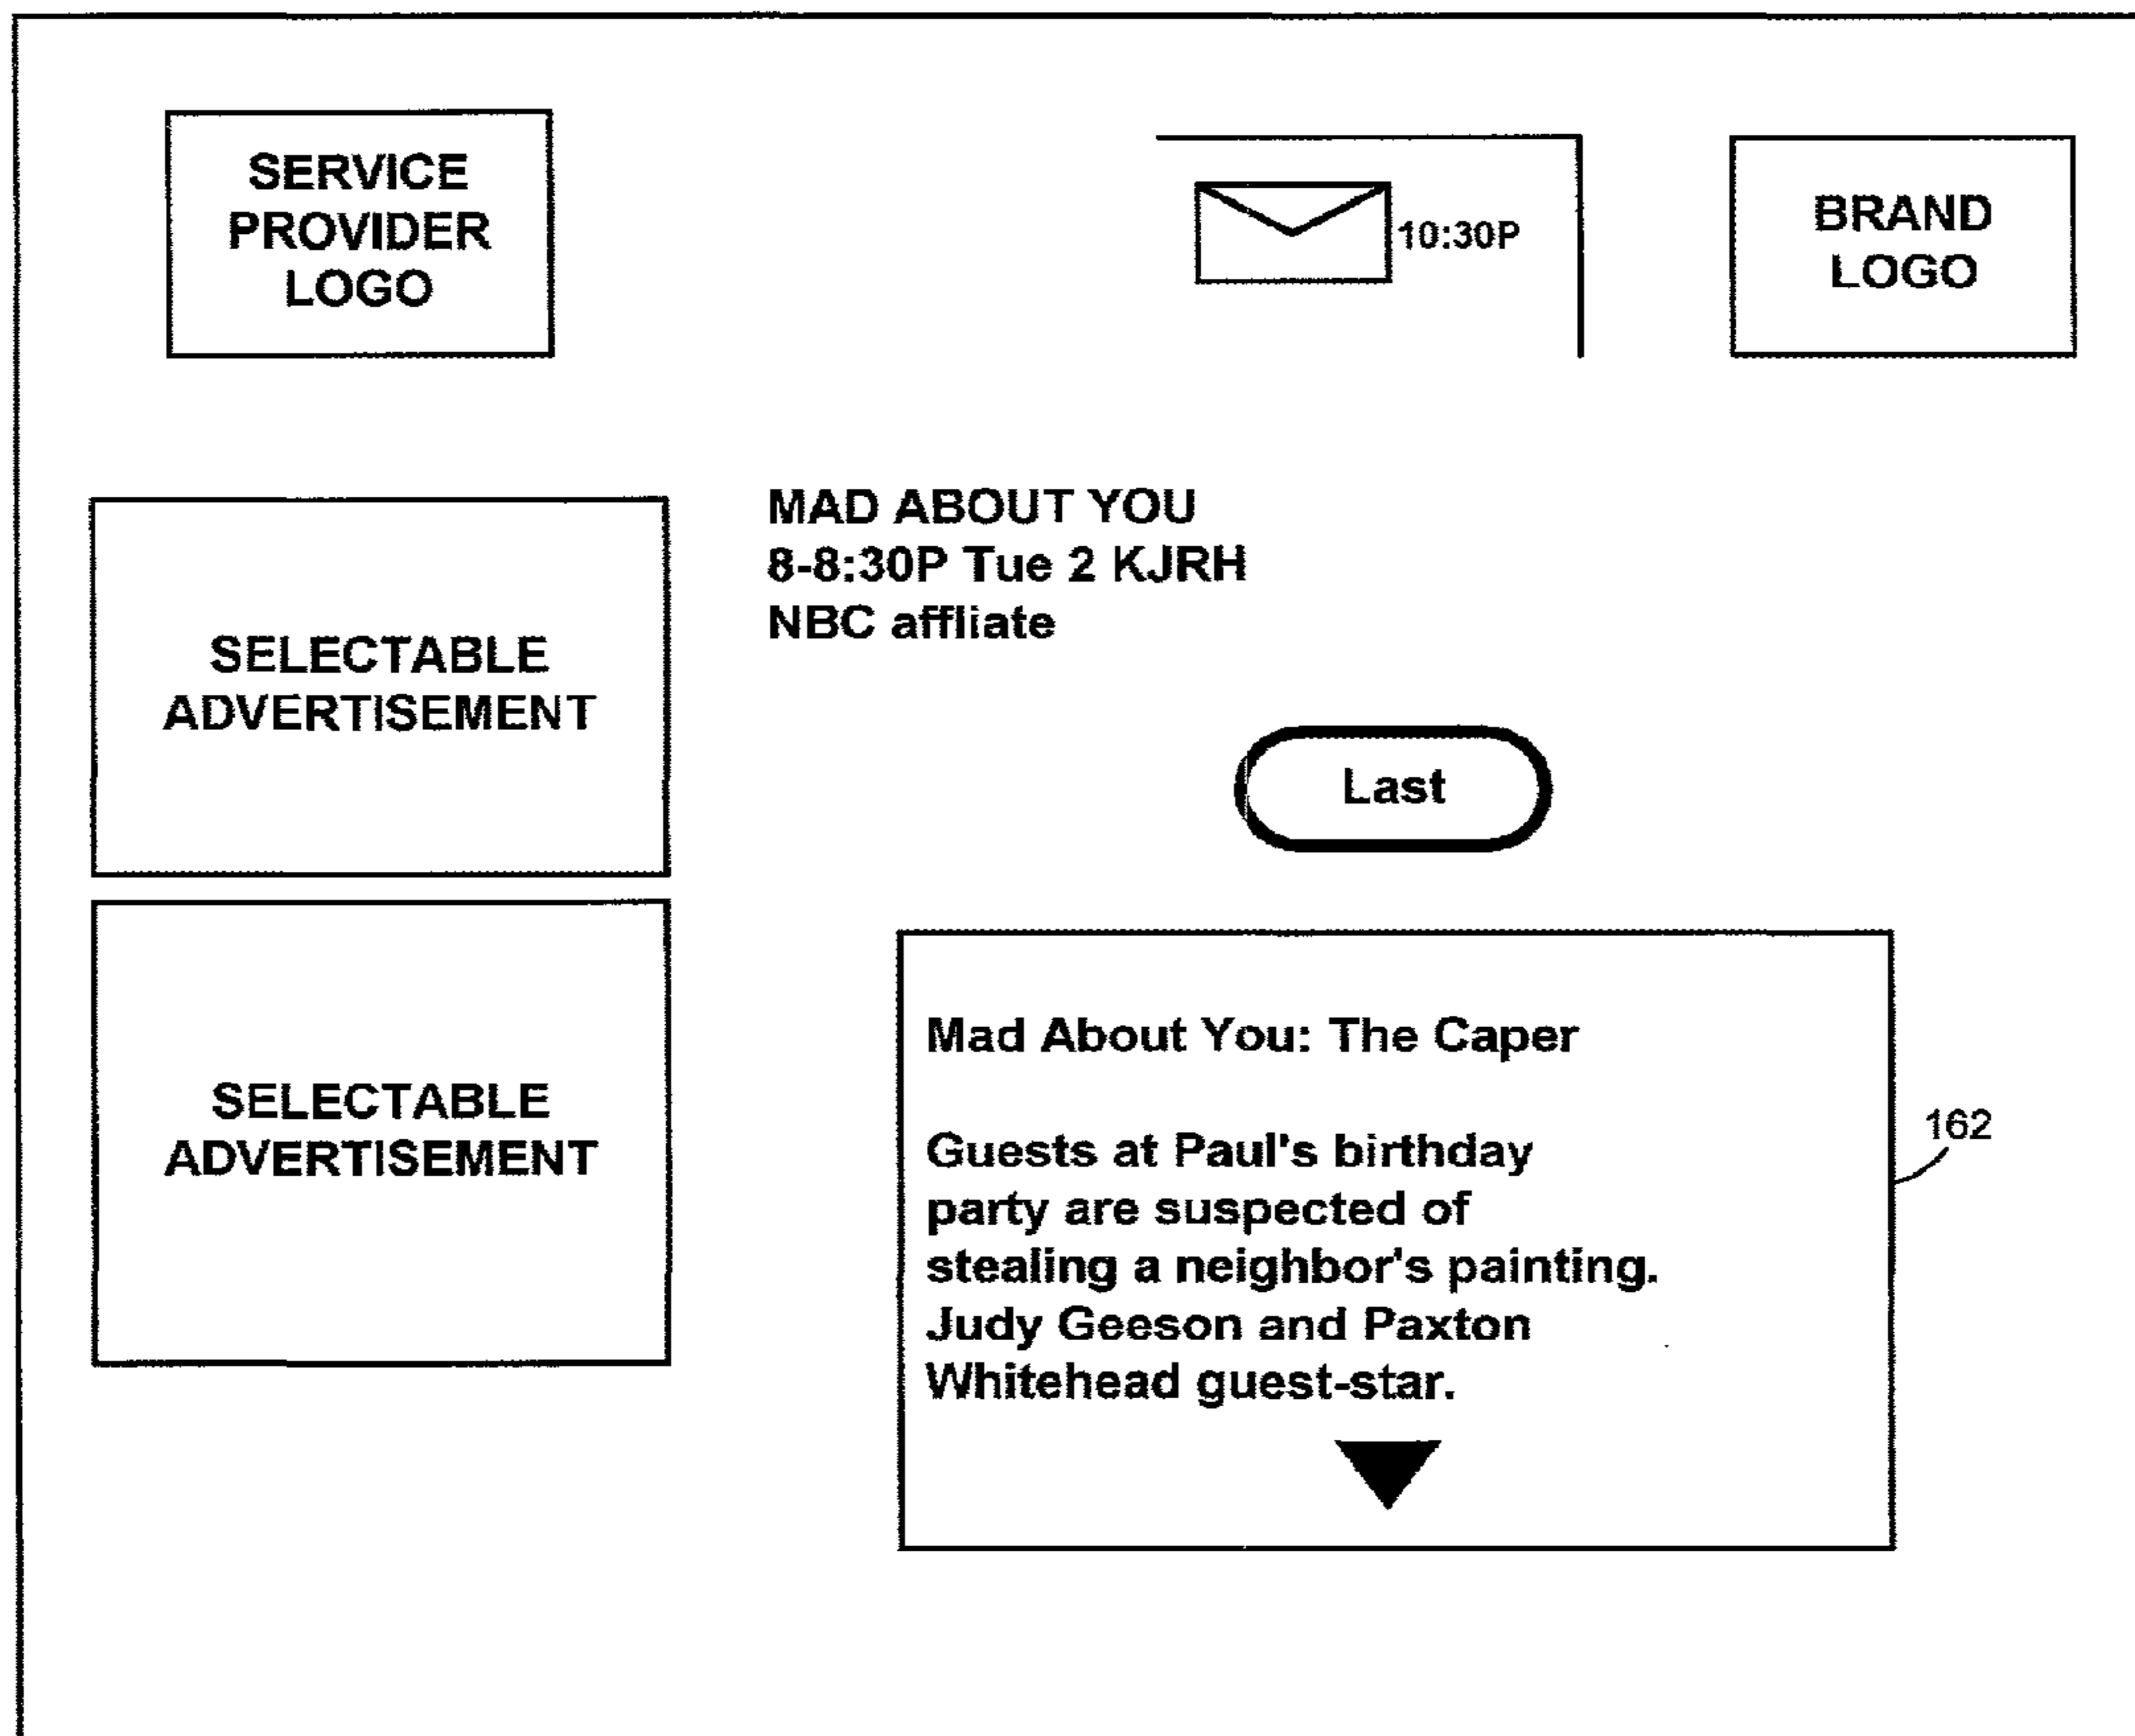 SERVICE
PROVIDER
LOGO
10:30P
BRAND
LOGO
SELECTABLE
ADVERTISEMENT
MAD ABOUT YOU
8-8:30P Tue 2 KJRH
NBC affliate
Last
SELECTABLE
ADVERTISEMENT
Mad About You: The Caper
Guests at Paul's birthday
party are suspected of
stealing a neighbor's painting.
Judy Geeson and Paxton
Whitehead guest-star.
162